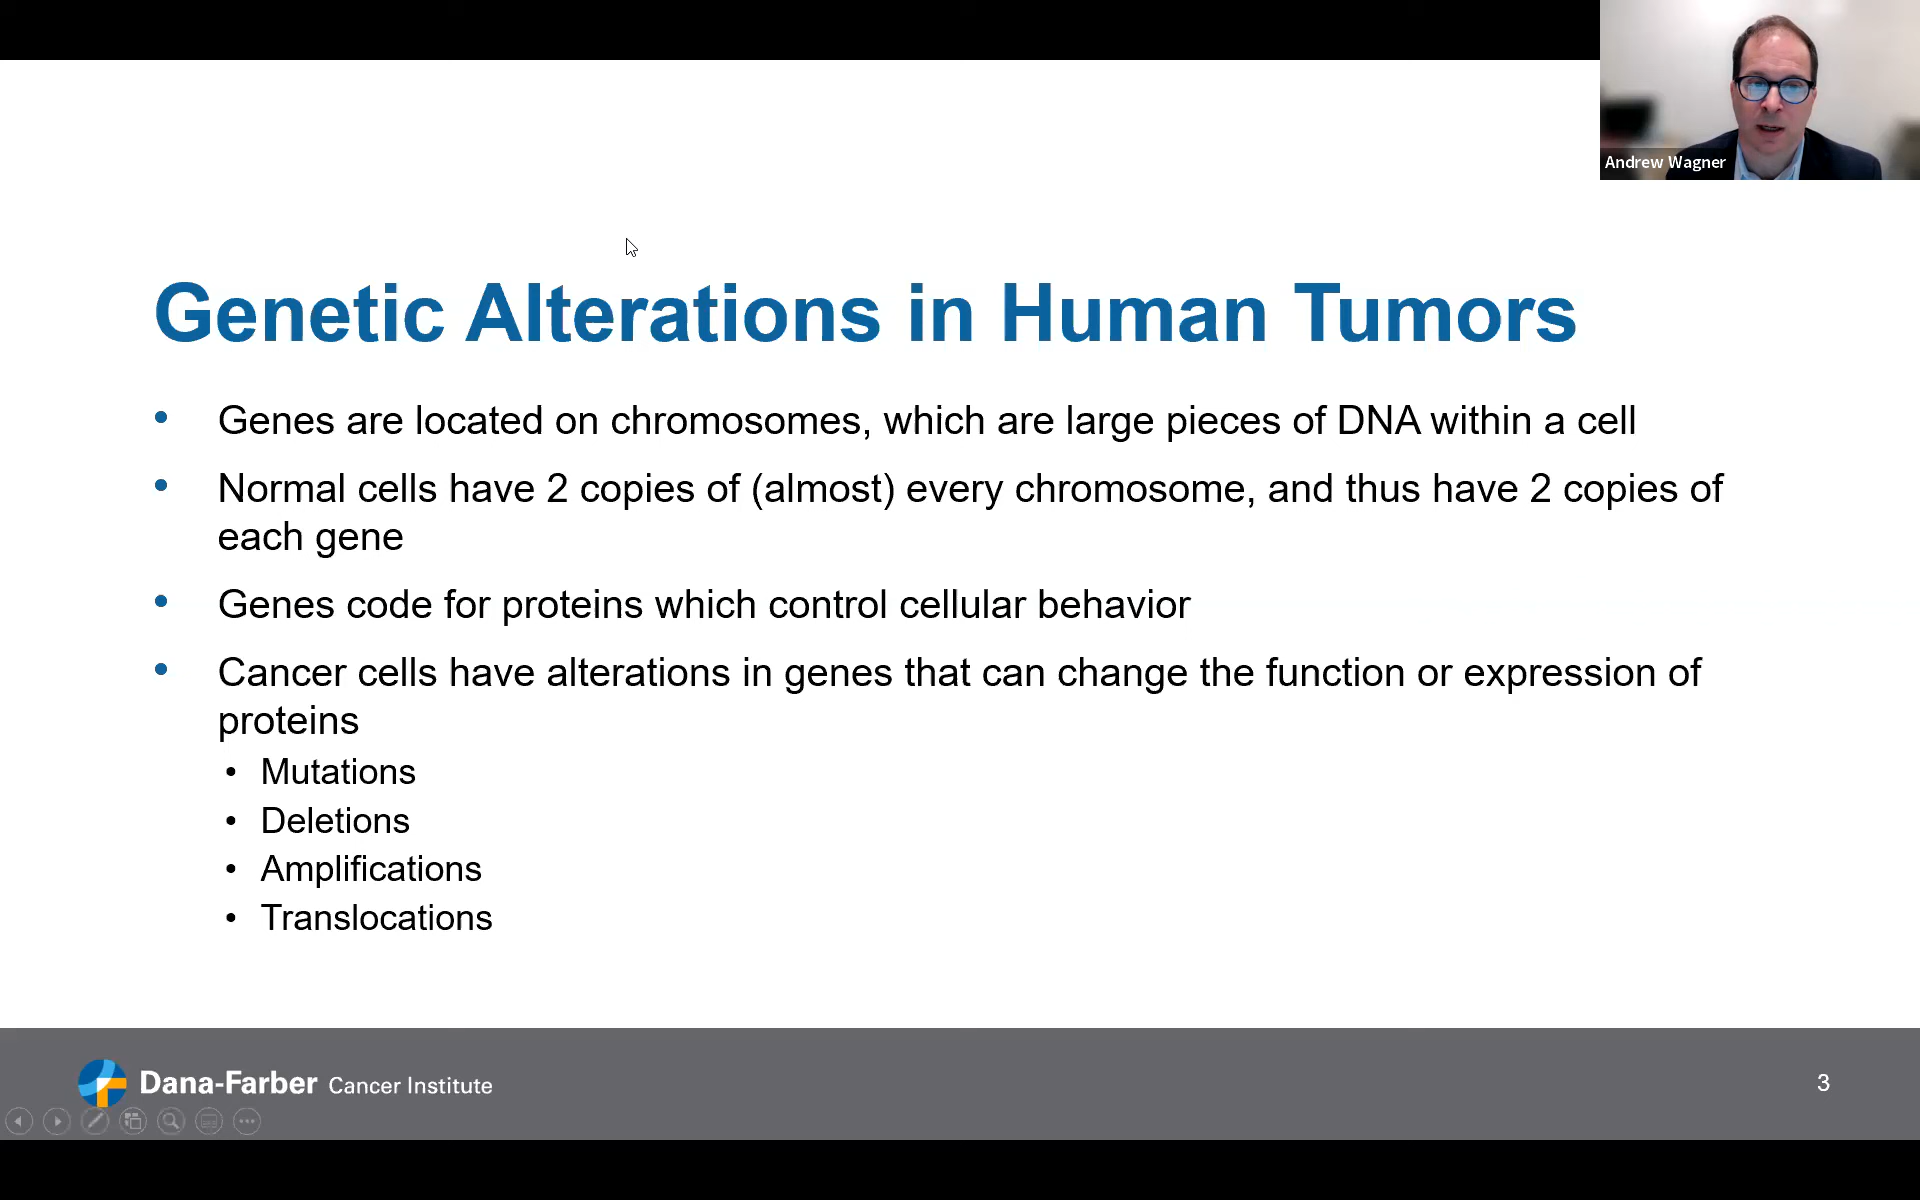 Andrew Wagner
Genetic Alterations in Human Tumors
• Genes are located on chromosomes, which are large pieces of DNA within a cell
• Normal cells have 2 copies of (almost) every chromosome, and thus have 2 copies of
each gene
• Genes code for proteins which control cellular behavior
• Cancer cells have alterations in genes that can change the function or expression of
proteins
• Mutations
• Deletions
• Amplifications
• Translocations
Dana-Farber Cancer Institute
3